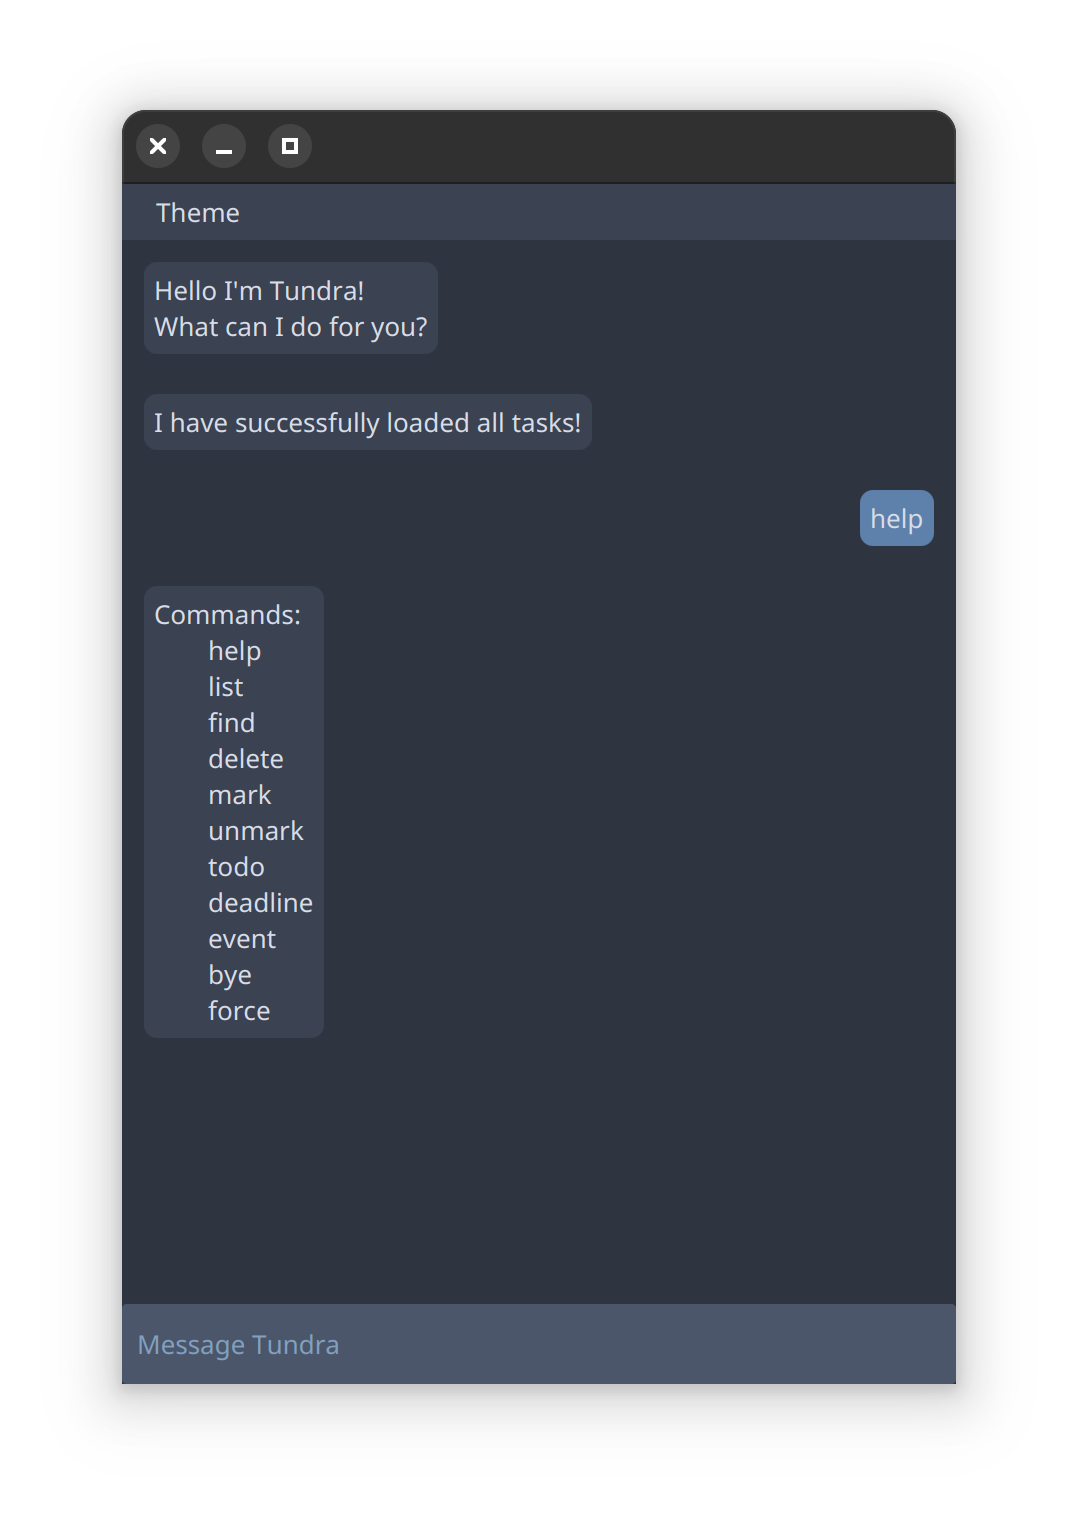 Theme
Hello I'm Tundra!
What can I do for you?
I have successfully loaded all tasks!
help
Commands:
help
list
find
delete
mark
unmark
todo
deadline
event
bye
force
Message Tundra